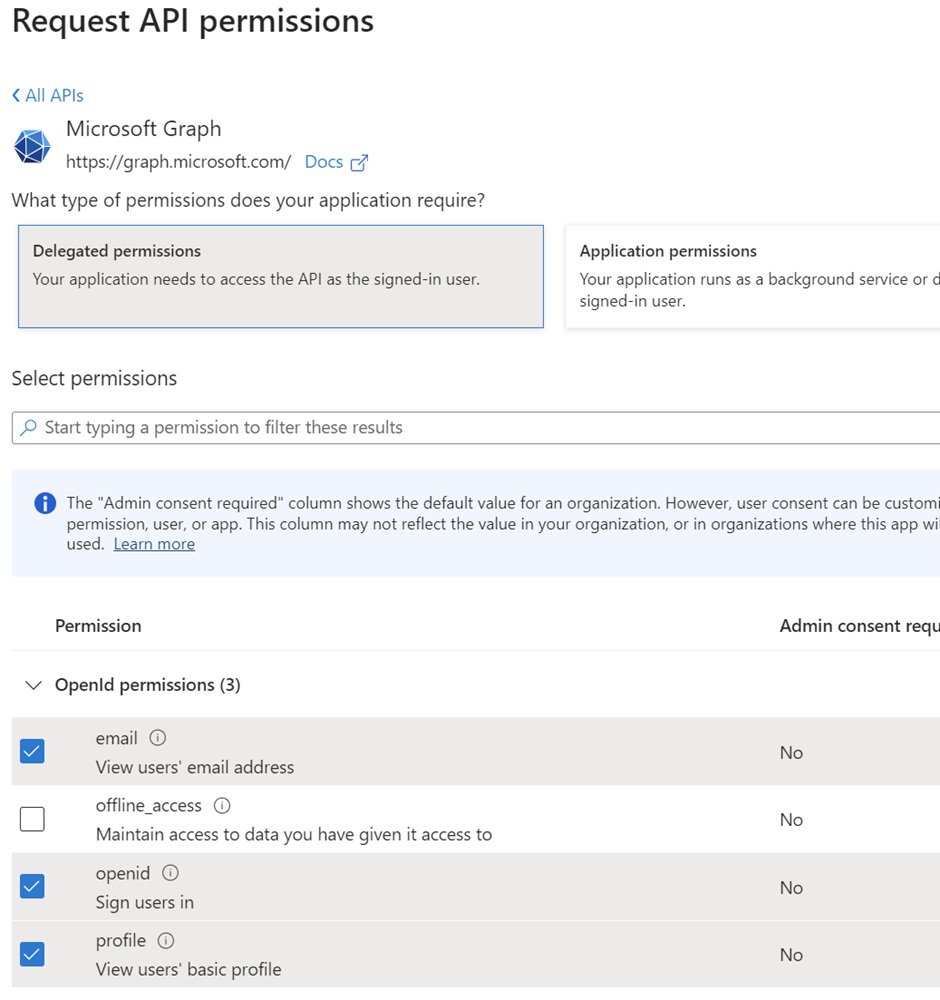 Request API permissions
All APIs
Microsoft Graph
https://graph.microsoft.com/ Docs
What type of permissions does your application require?
Delegated permissions
Your application needs to access the API as the signed-in user.
Application permissions
Your application runs as a background service or d
signed-in user.
Select permissions
Start typing a permission to filter these results
The "Admin consent required" column shows the default value for an organization. However, user consent can be customi
permission, user, or app. This column may not reflect the value in your organization, or in organizations where this app wi
used. Learn more
Permission Admin consent requ
OpenId permissions (3)
email
View users' email address
No
offline_access
Maintain access to data you have given it access to
No
openid
Sign users in
No
profile
View users' basic profile
No